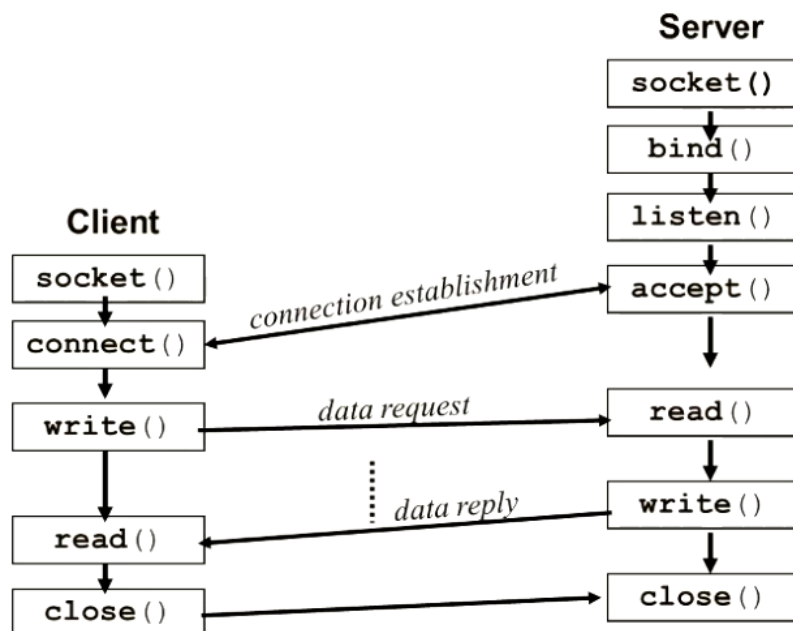 Server
socket()
bind()
listen()
Client
socket()
connection establishment
accept()
connect()
write()
data request
read()
data reply
write()
read()
close()
close()